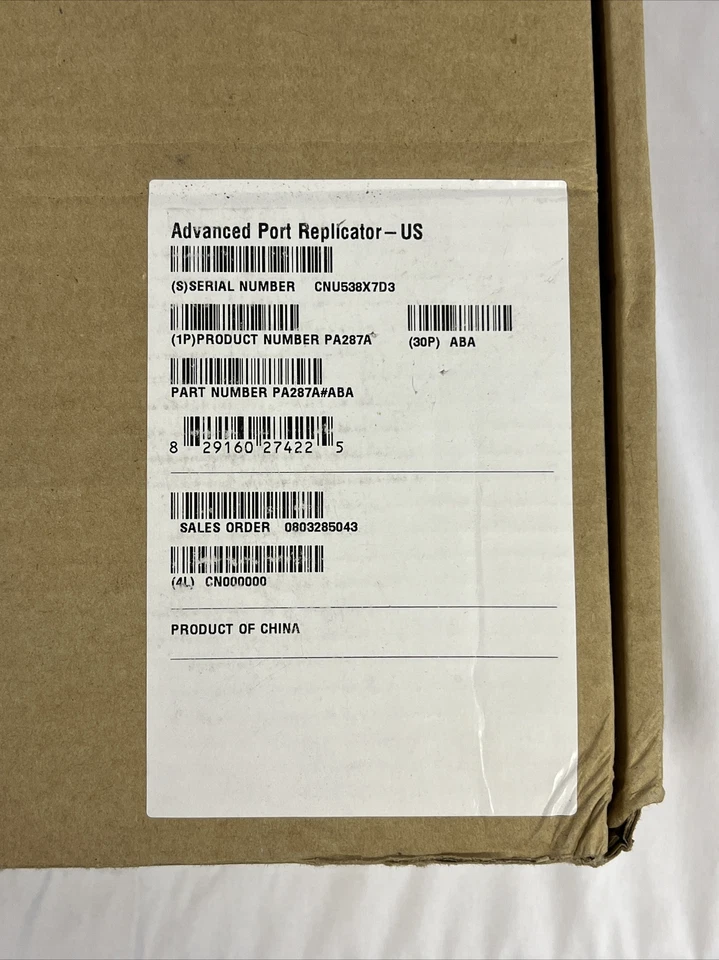 Advanced Port Replicator–US
(S)SERIAL NUMBER CNU538X7D3
(1P)PRODUCT NUMBER PA287A (30P) ABA
PART NUMBER PA287A#ABA
8 29160 27422 5
SALES ORDER 0803285043
(4L) CN000000
PRODUCT OF CHINA